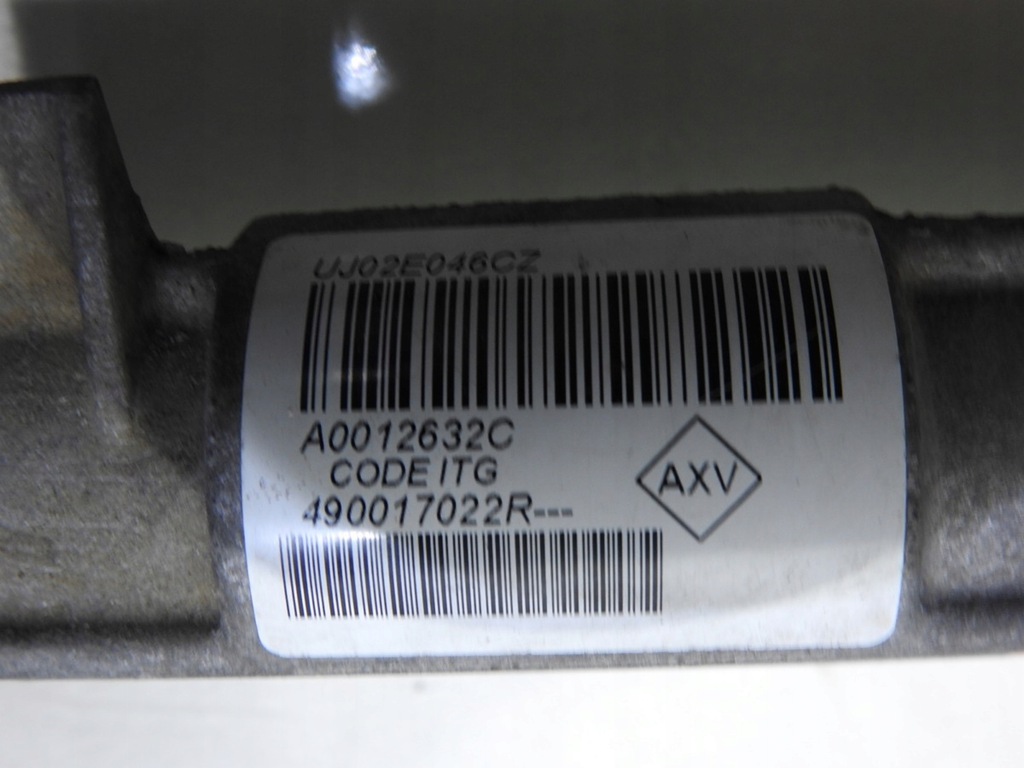 UJ02E046CZ
A0012632C
CODE ITG
490017022R---
AXV